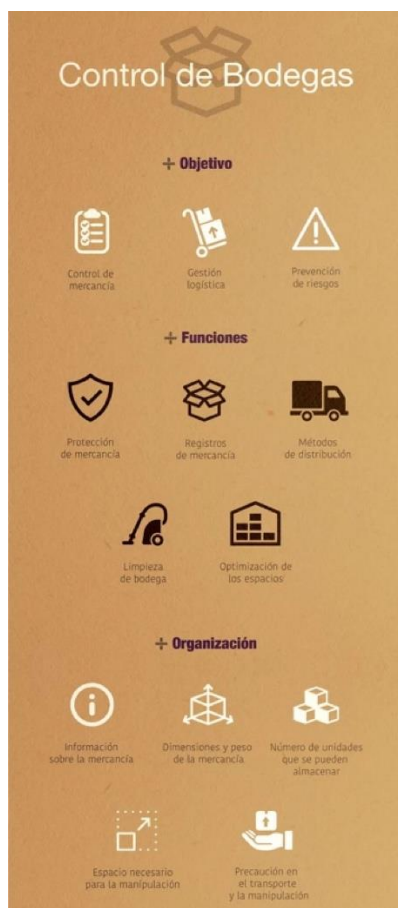 Control de Bodegas
+ Objetivo
Control de
mercancía
Gestión
logística
Prevención
de riesgos
+ Funciones
Protección
de mercancía
Registros
de mercancía
Métodos
de distribución
Limpieza
de bodega
Optimización de
los espacios
+ Organización
Información
sobre la mercancía
Dimensiones y peso
de la mercancía
Número de unidades
que se pueden
almacenar
Espacio necesario
para la manipulación
Precaución en
el transporte
y la manipulación